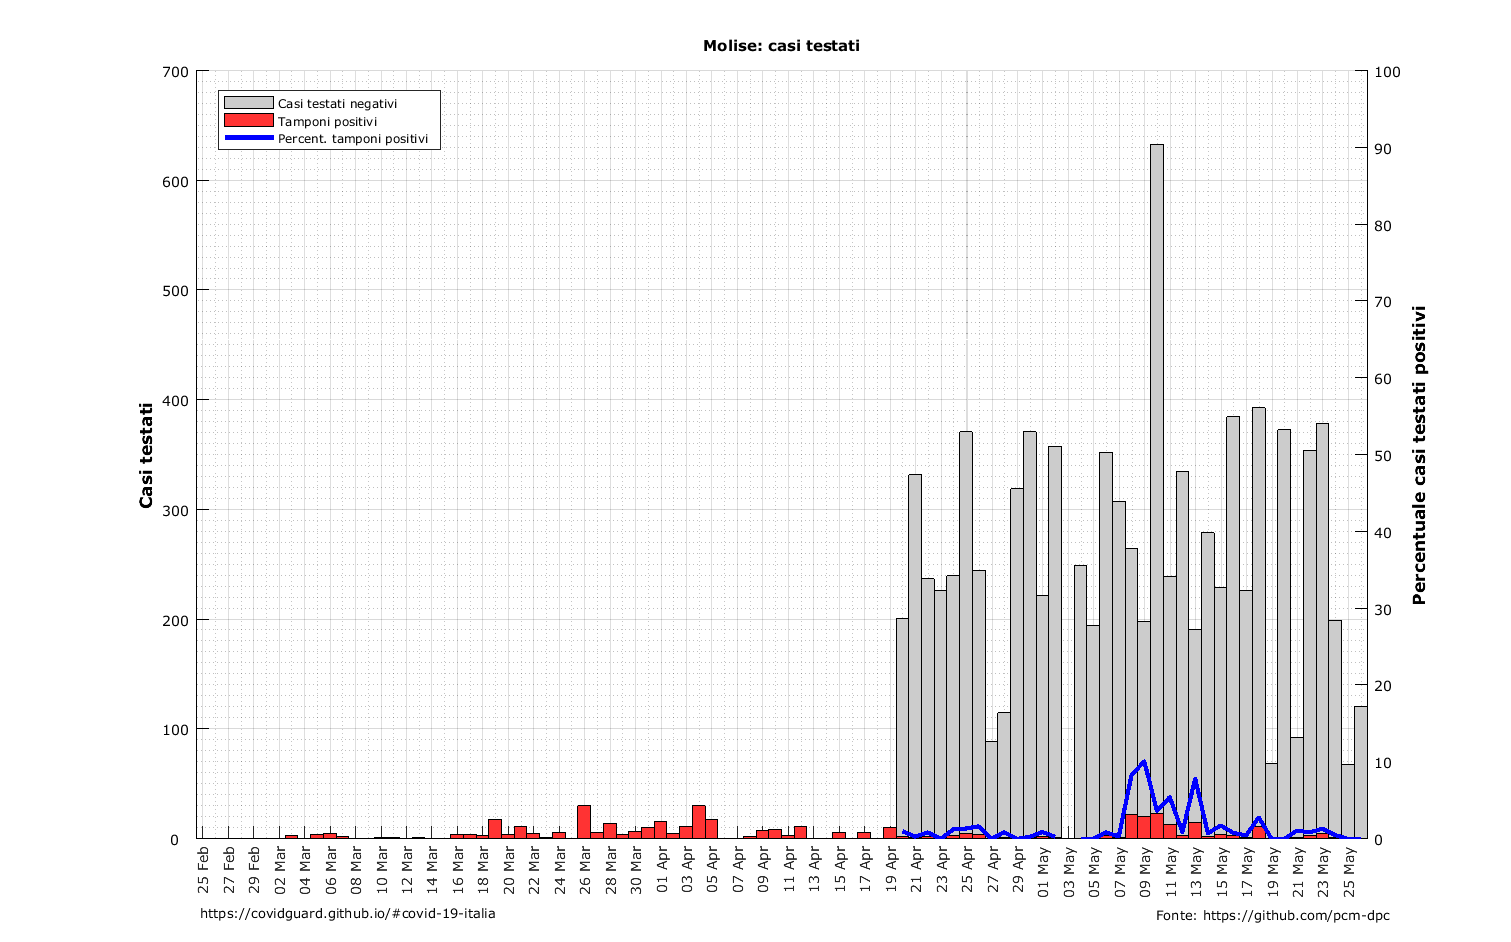 Molise: casi testati
700
600
500
400
300
200
100
0
Casi testati
Casi testati negativi
Tamponi positivi
Percent. tamponi positivi
100
90
80
70
60
50
40
30
20
10
0
Percentuale casi testati positivi
25 Feb
27 Feb
29 Feb
02 Mar
04 Mar
06 Mar
08 Mar
10 Mar
12 Mar
14 Mar
16 Mar
18 Mar
20 Mar
22 Mar
24 Mar
26 Mar
28 Mar
30 Mar
01 Apr
03 Apr
05 Apr
07 Apr
09 Apr
11 Apr
13 Apr
15 Apr
17 Apr
19 Apr
21 Apr
23 Apr
25 Apr
27 Apr
29 Apr
01 May
03 May
05 May
07 May
09 May
11 May
13 May
15 May
17 May
19 May
21 May
23 May
25 May
https://covidguard.github.io/#covid-19-italia
Fonte: https://github.com/pcm-dpc